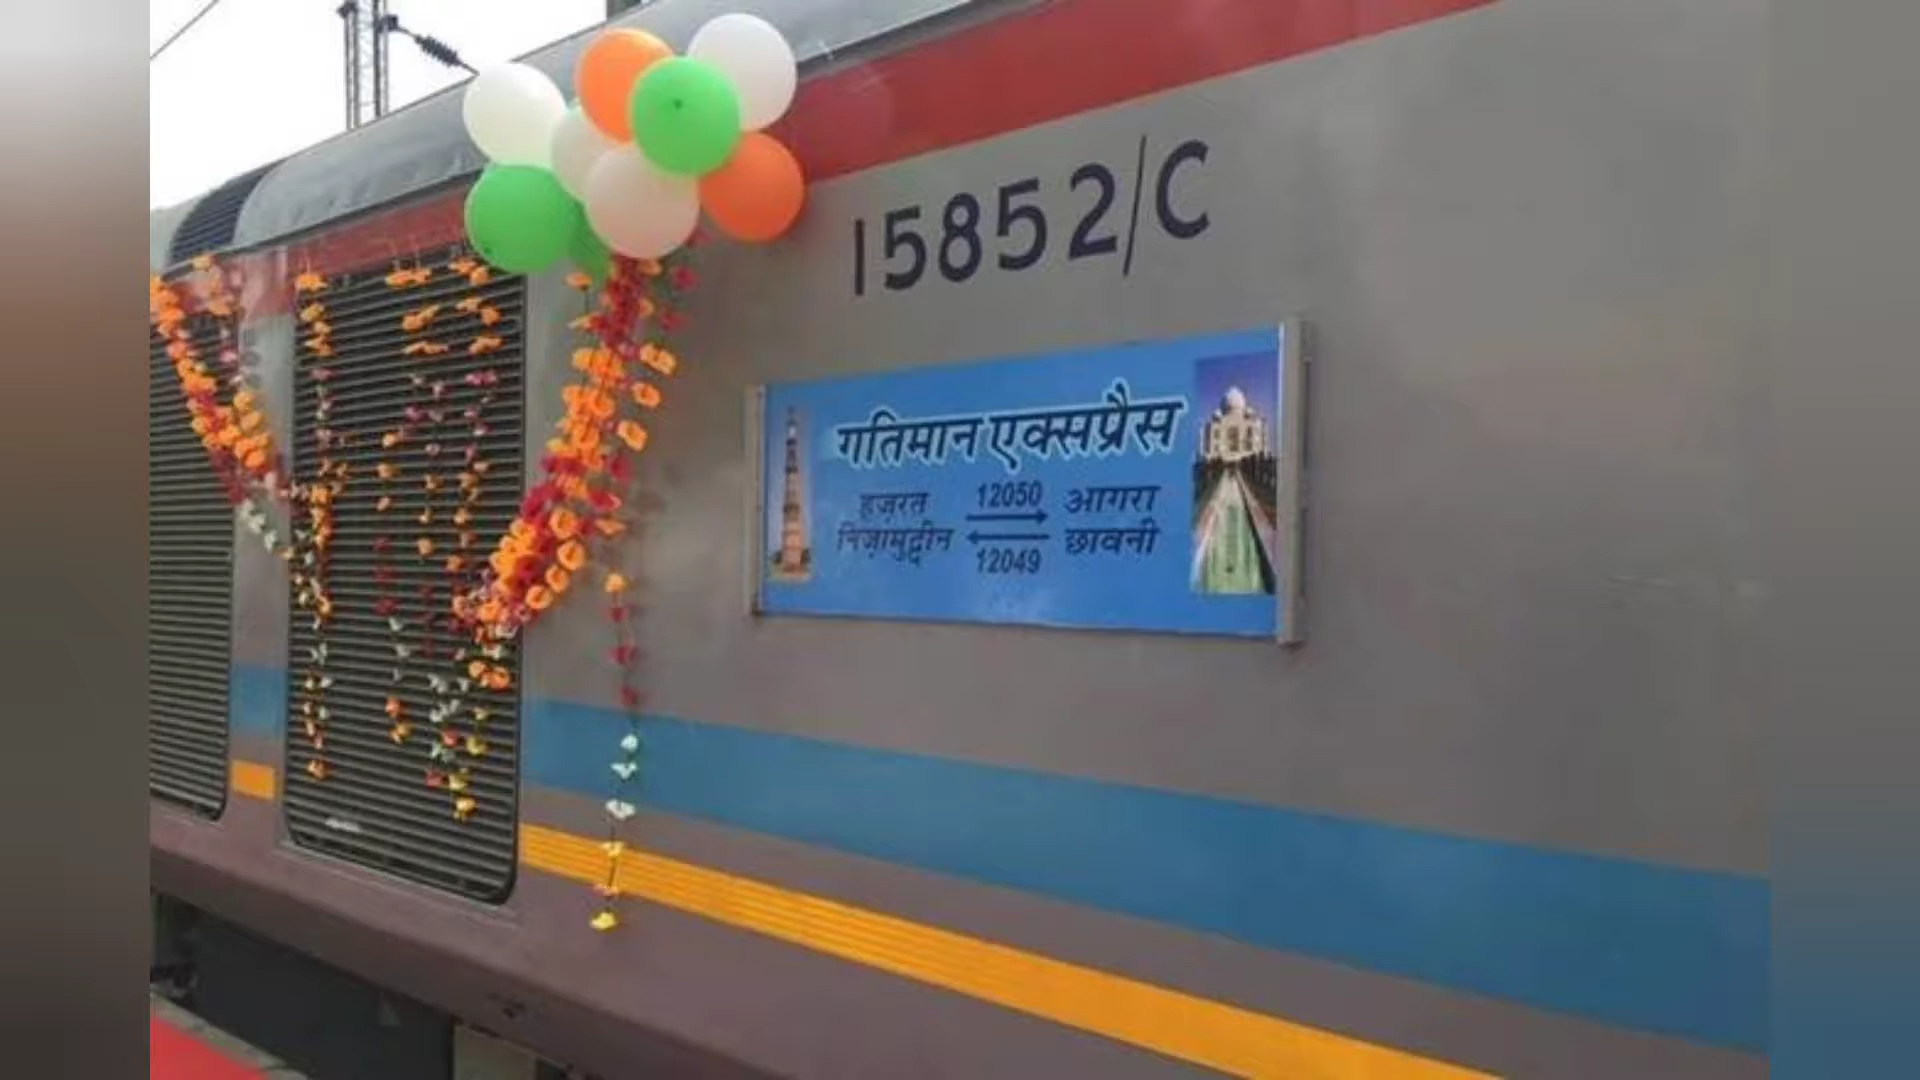 15852/C
गतिमान एक्सप्रैस
हज़रत 12050 आगरा
निज़ामुद्दीन 12049 छावनी